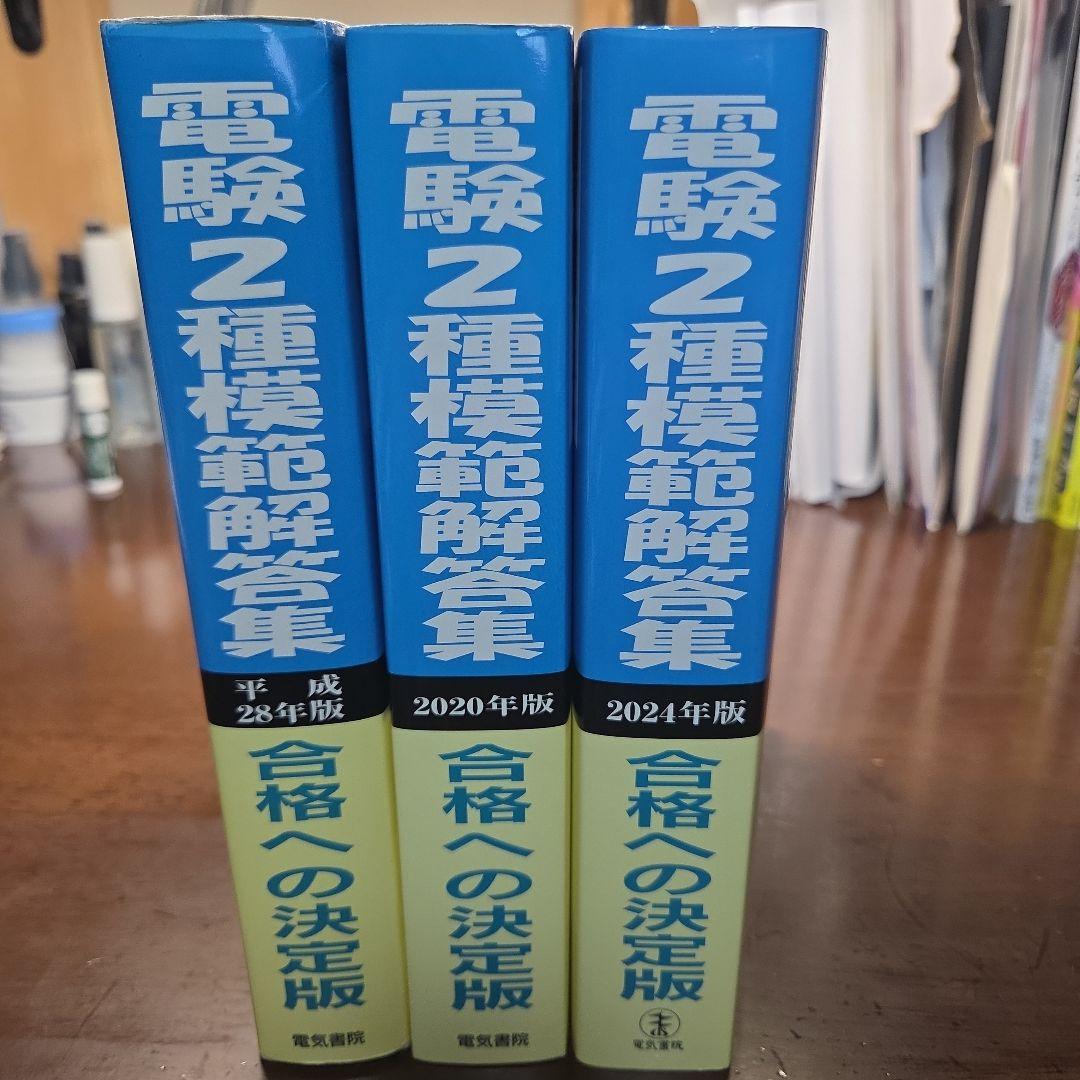 電験2種模範解答集
平成
28年版
合格への決定版
電気書院
電験2種模範解答集
2020年版
合格への決定版
電気書院
電験2種模範解答集
2024年版
合格への決定版
電気書院